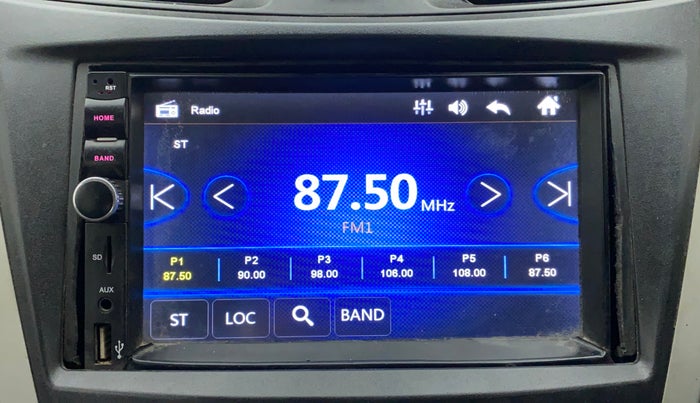 RST
HOME
BAND
SD
AUX
Radio
ST
87.50 MHz
FM1
P1 P2 P3 P4 P5 P6
87.50 90.00 98.00 106.00 108.00 87.50
ST LOC BAND